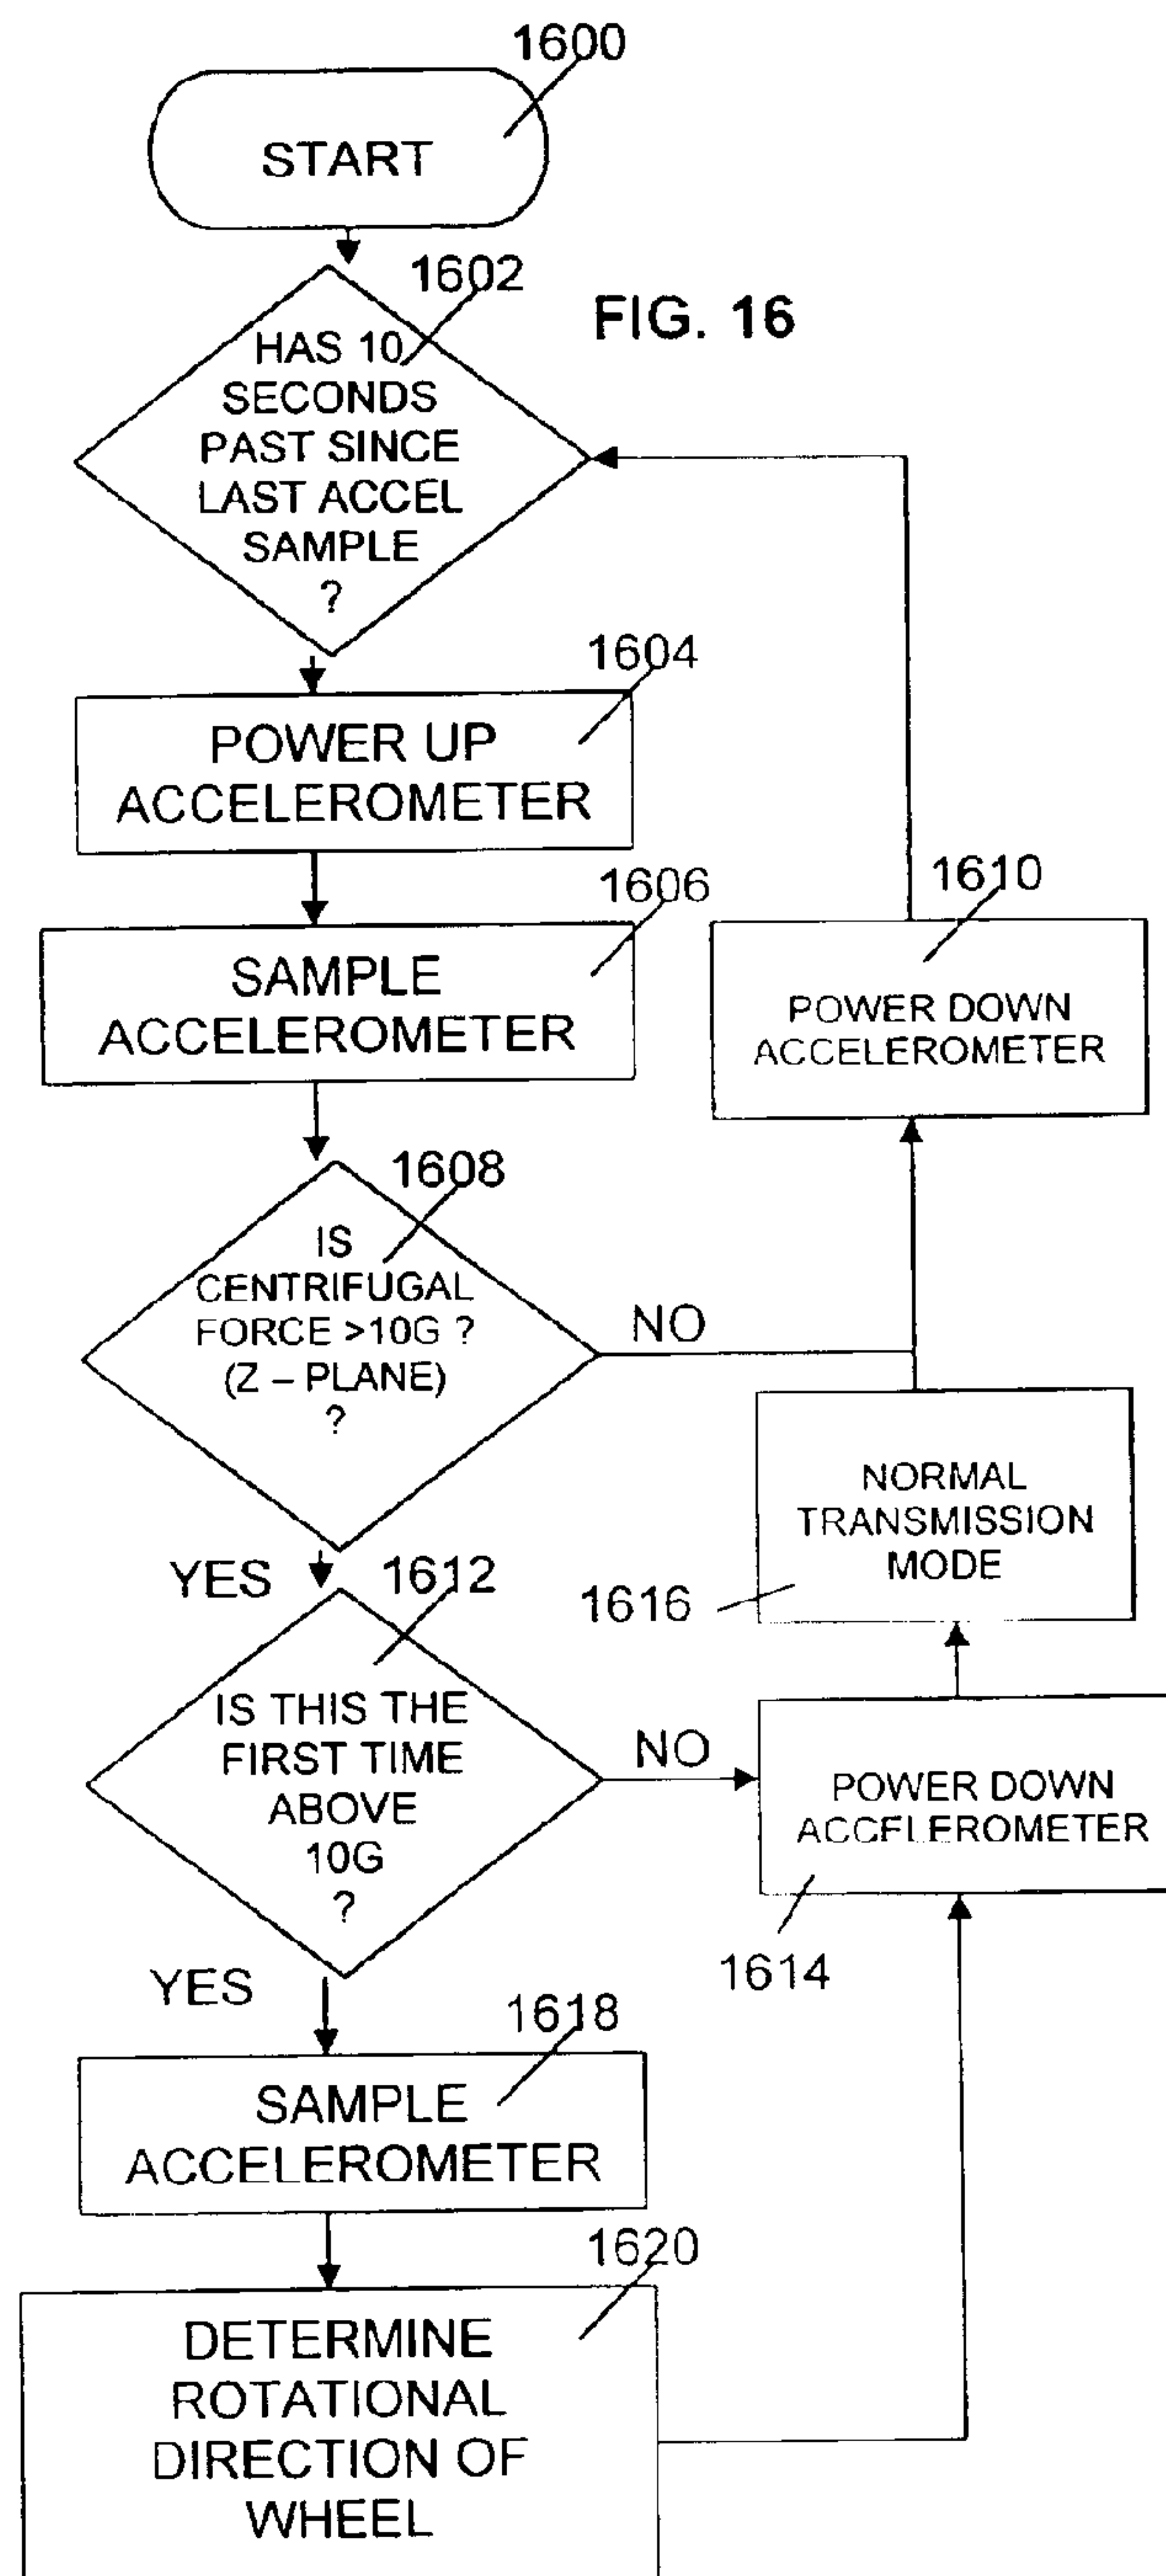 1600
START
1602
FIG. 16
HAS 10
SECONDS
PAST SINCE
LAST ACCEL
SAMPLE
?
1604
POWER UP
ACCELEROMETER
1606
SAMPLE
ACCELEROMETER
1610
POWER DOWN
ACCELEROMETER
1608
IS
CENTRIFUGAL
FORCE >10G ?
(Z – PLANE)
?
NO
YES
NORMAL
TRANSMISSION
MODE
1616
1612
IS THIS THE
FIRST TIME
ABOVE
10G
?
NO
YES
POWER DOWN
ACCELEROMETER
1614
1618
SAMPLE
ACCELEROMETER
1620
DETERMINE
ROTATIONAL
DIRECTION OF
WHEEL